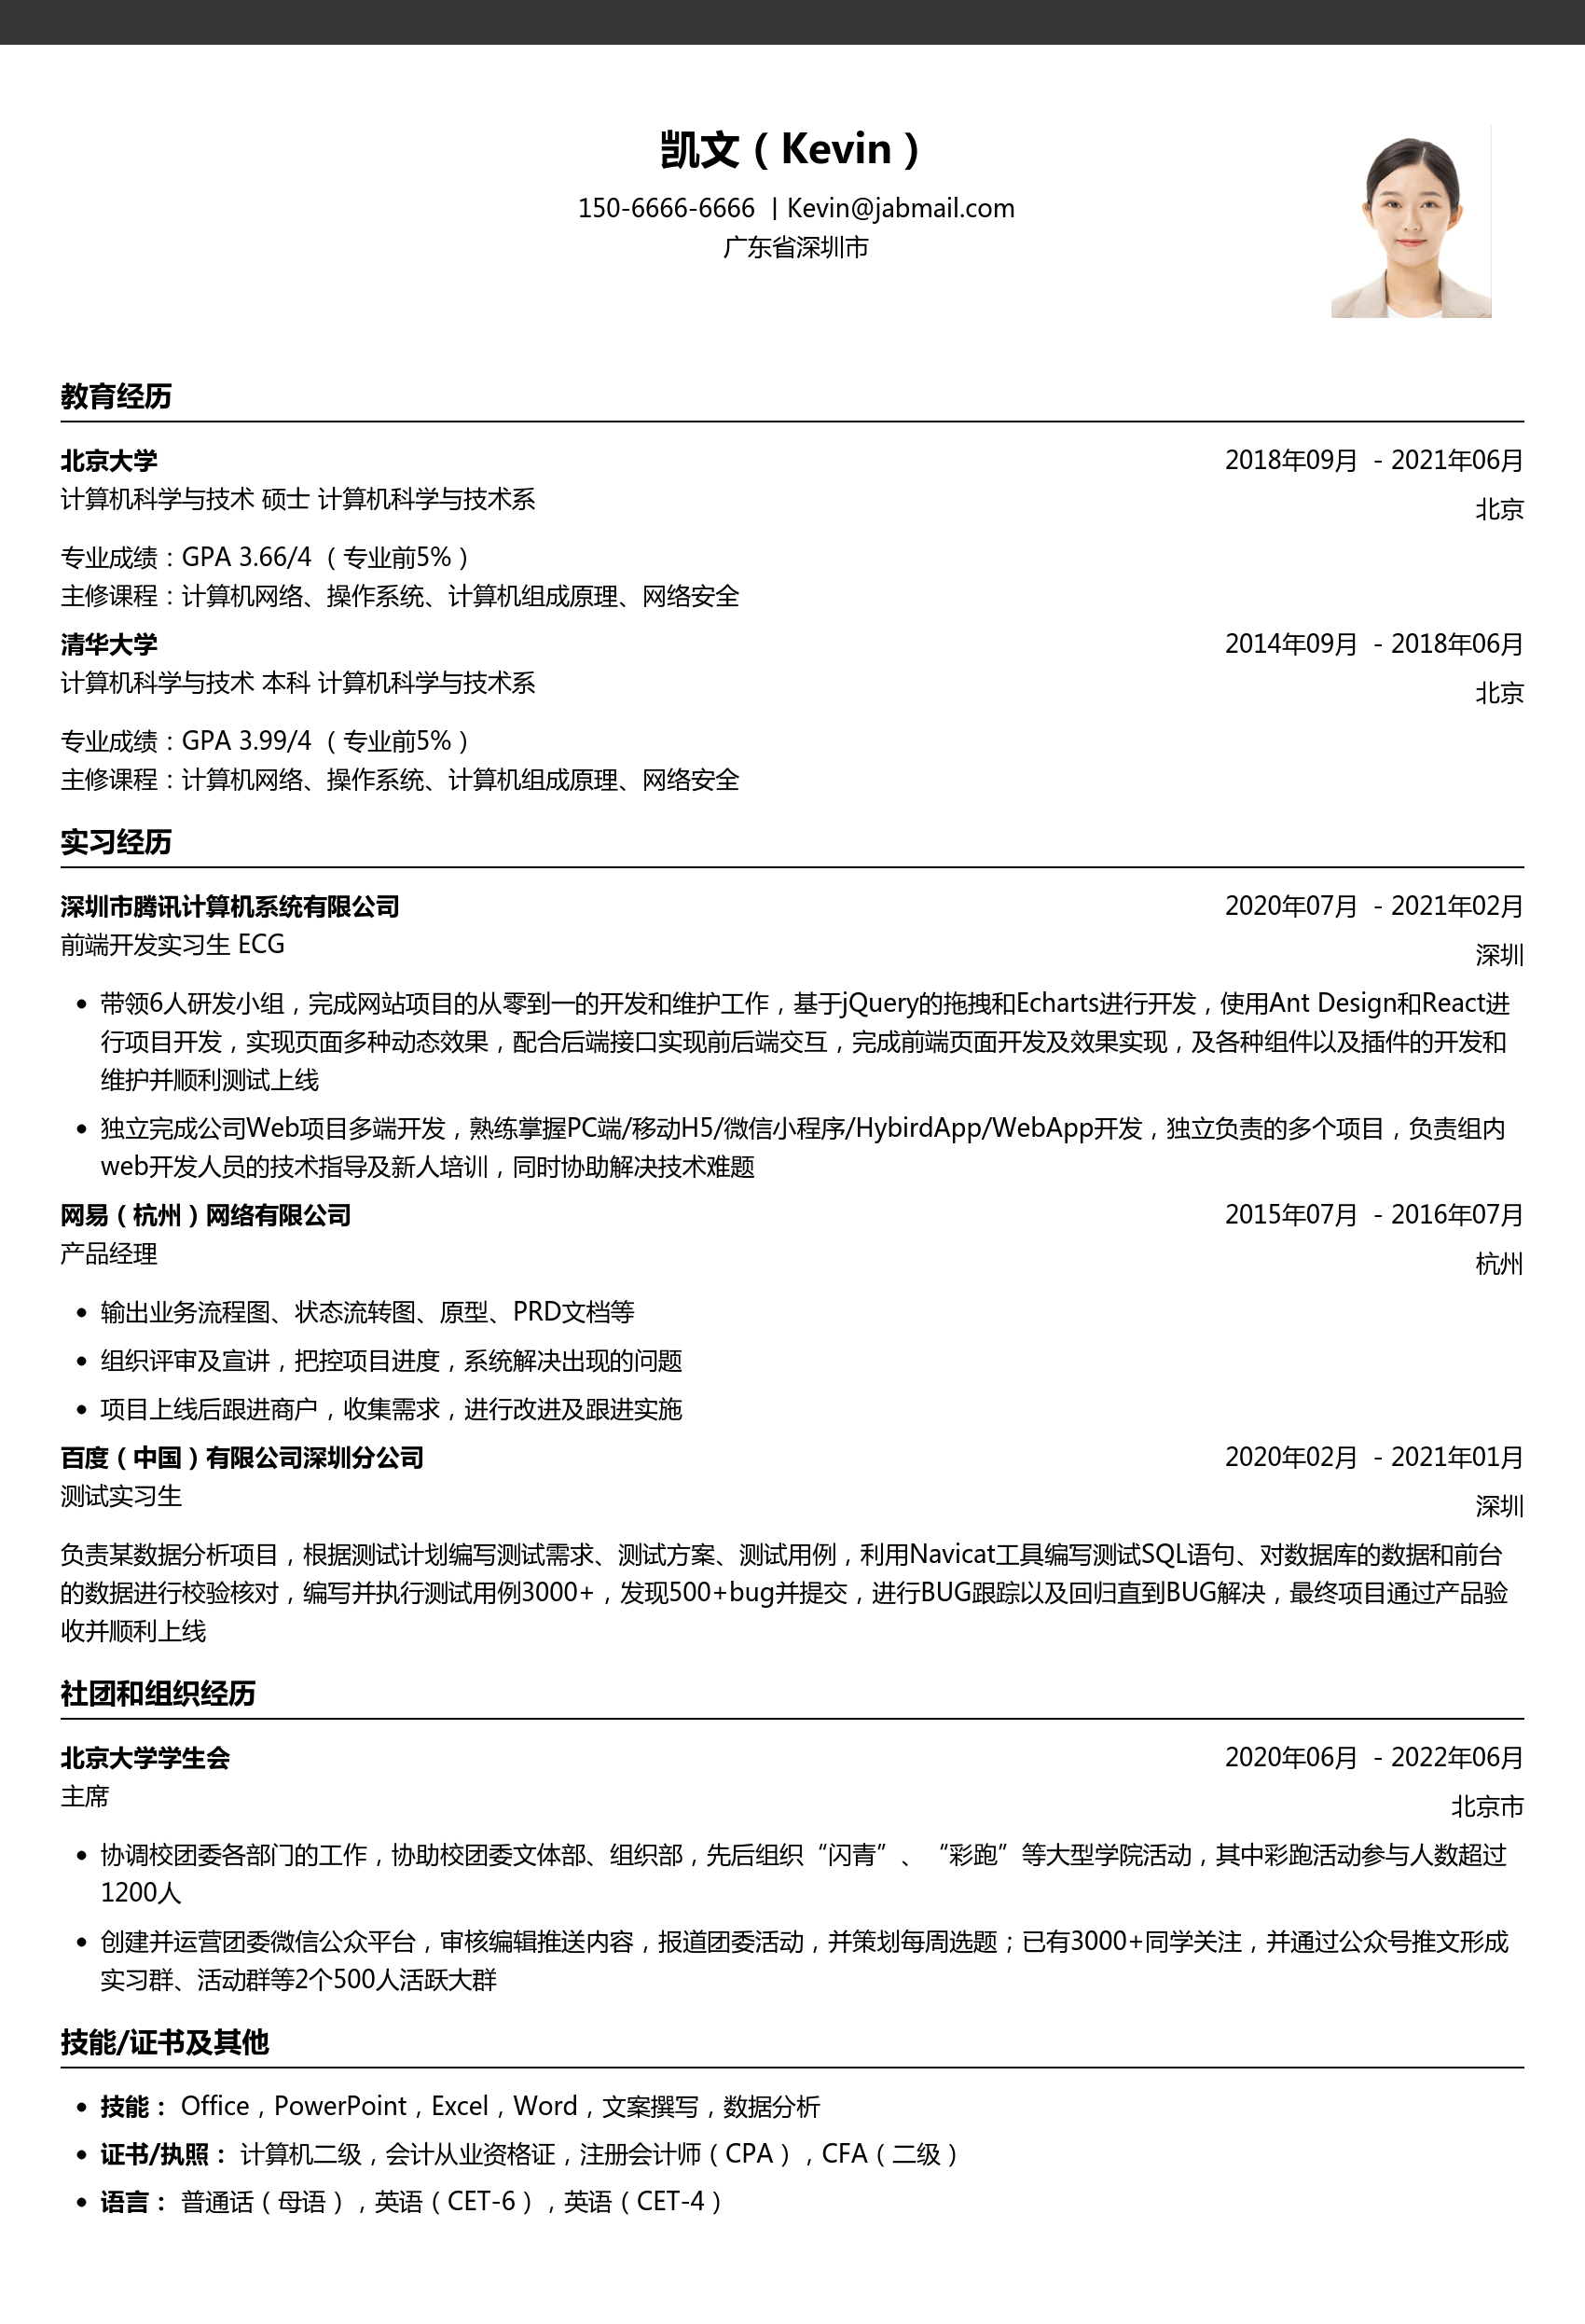 凯文（Kevin）
150-6666-6666 | Kevin@jabmail.com
广东省深圳市
教育经历
北京大学 2018年09月 - 2021年06月
计算机科学与技术 硕士 计算机科学与技术系 北京
专业成绩：GPA 3.66/4 （专业前5%）
主修课程：计算机网络、操作系统、计算机组成原理、网络安全
清华大学 2014年09月 - 2018年06月
计算机科学与技术 本科 计算机科学与技术系 北京
专业成绩：GPA 3.99/4 （专业前5%）
主修课程：计算机网络、操作系统、计算机组成原理、网络安全
实习经历
深圳市腾讯计算机系统有限公司 2020年07月 - 2021年02月
前端开发实习生 ECG 深圳
• 带领6人研发小组，完成网站项目的从零到一的开发和维护工作，基于jQuery的拖拽和Echarts进行开发，使用Ant Design和React进
行项目开发，实现页面多种动态效果，配合后端接口实现前后端交互，完成前端页面开发及效果实现，及各种组件以及插件的开发和
维护并顺利测试上线
• 独立完成公司Web项目多端开发，熟练掌握PC端/移动H5/微信小程序/HybirdApp/WebApp开发，独立负责的多个项目，负责组内
web开发人员的技术指导及新人培训，同时协助解决技术难题
网易（杭州）网络有限公司 2015年07月 - 2016年07月
产品经理 杭州
• 输出业务流程图、状态流转图、原型、PRD文档等
• 组织评审及宣讲，把控项目进度，系统解决出现的问题
• 项目上线后跟进商户，收集需求，进行改进及跟进实施
百度（中国）有限公司深圳分公司 2020年02月 - 2021年01月
测试实习生 深圳
负责某数据分析项目，根据测试计划编写测试需求、测试方案、测试用例，利用Navicat工具编写测试SQL语句、对数据库的数据和前台
的数据进行校验核对，编写并执行测试用例3000+，发现500+bug并提交，进行BUG跟踪以及回归直到BUG解决，最终项目通过产品验
收并顺利上线
社团和组织经历
北京大学学生会 2020年06月 - 2022年06月
主席 北京市
• 协调校团委各部门的工作，协助校团委文体部、组织部，先后组织“闪青”、“彩跑”等大型学院活动，其中彩跑活动参与人数超过
1200人
• 创建并运营团委微信公众平台，审核编辑推送内容，报道团委活动，并策划每周选题；已有3000+同学关注，并通过公众号推文形成
实习群、活动群等2个500人活跃大群
技能/证书及其他
• 技能： Office，PowerPoint，Excel，Word，文案撰写，数据分析
• 证书/执照： 计算机二级，会计从业资格证，注册会计师（CPA），CFA（二级）
• 语言： 普通话（母语），英语（CET-6），英语（CET-4）